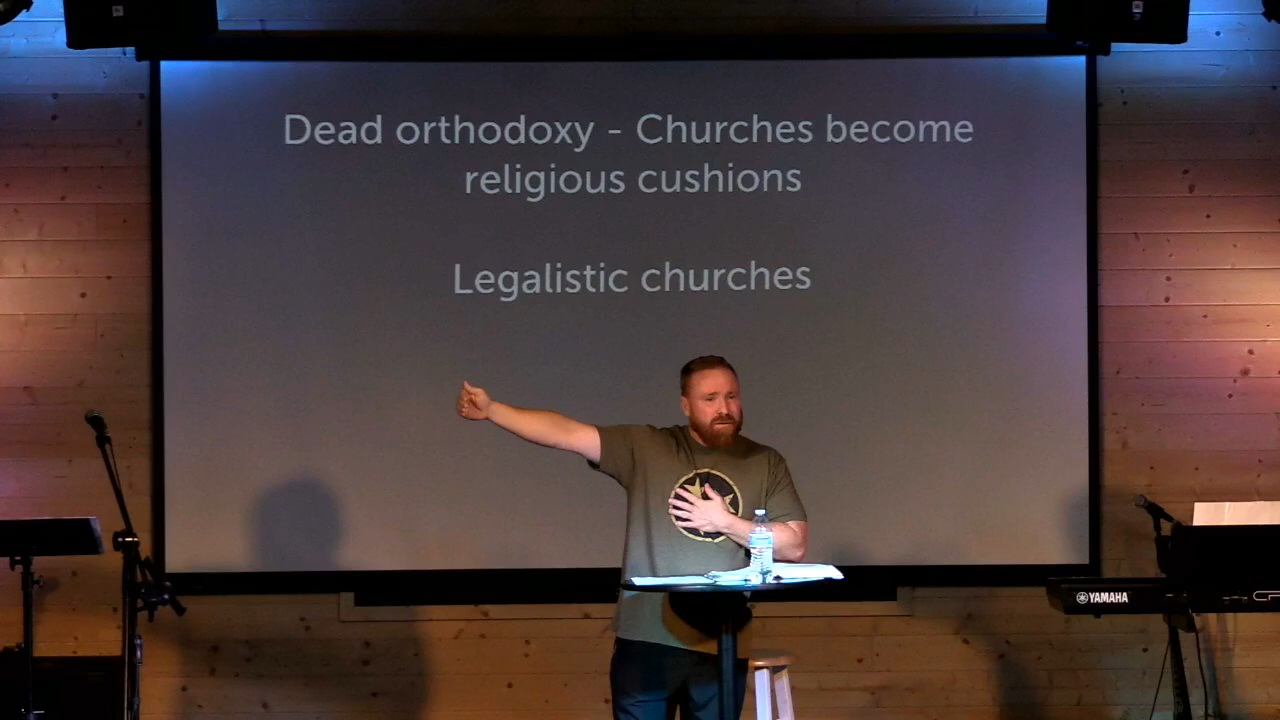 Dead orthodoxy - Churches become
religious cushions
Legalistic churches
YAMAHA